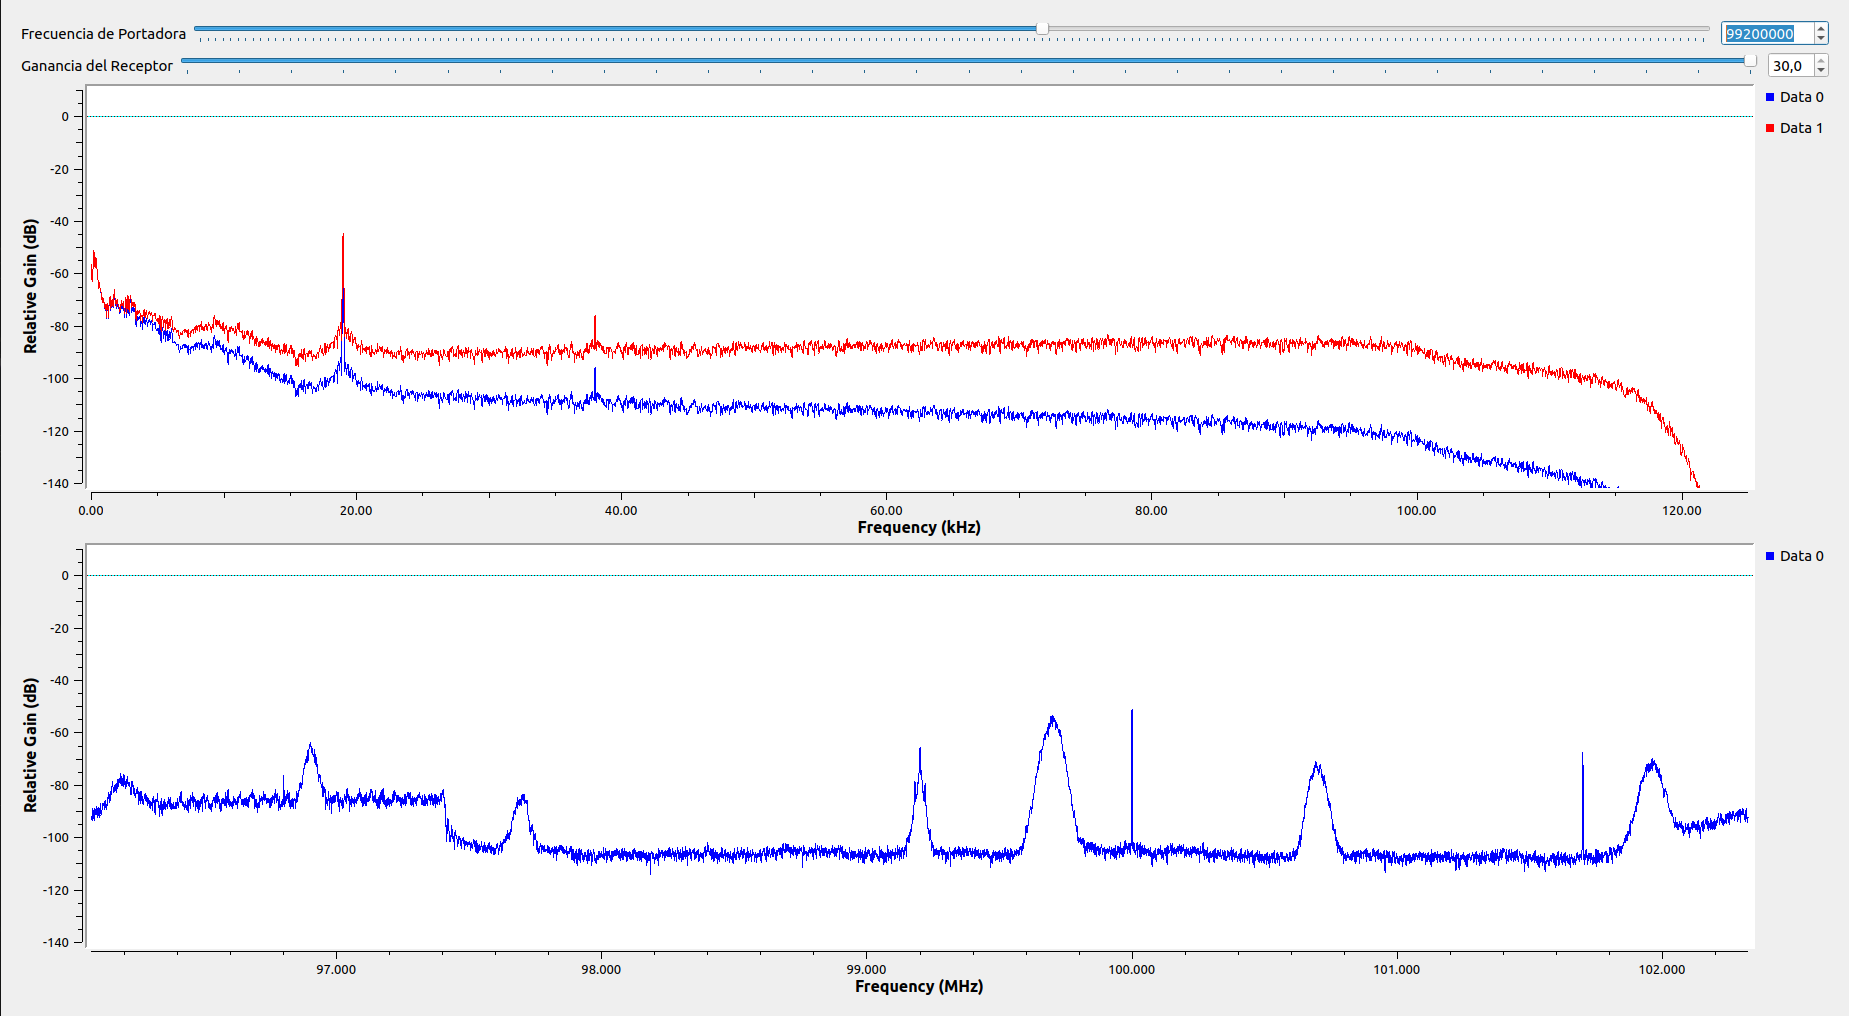 Frecuencia de Portadora
99200000
Ganancia del Receptor
30,0
Data 0
Data 1
Relative Gain (dB)
0
-20
-40
-60
-80
-100
-120
-140
0.00 20.00 40.00 60.00 80.00 100.00 120.00
Frequency (kHz)
Data 0
Relative Gain (dB)
0
-20
-40
-60
-80
-100
-120
-140
97.000 98.000 99.000 100.000 101.000 102.000
Frequency (MHz)